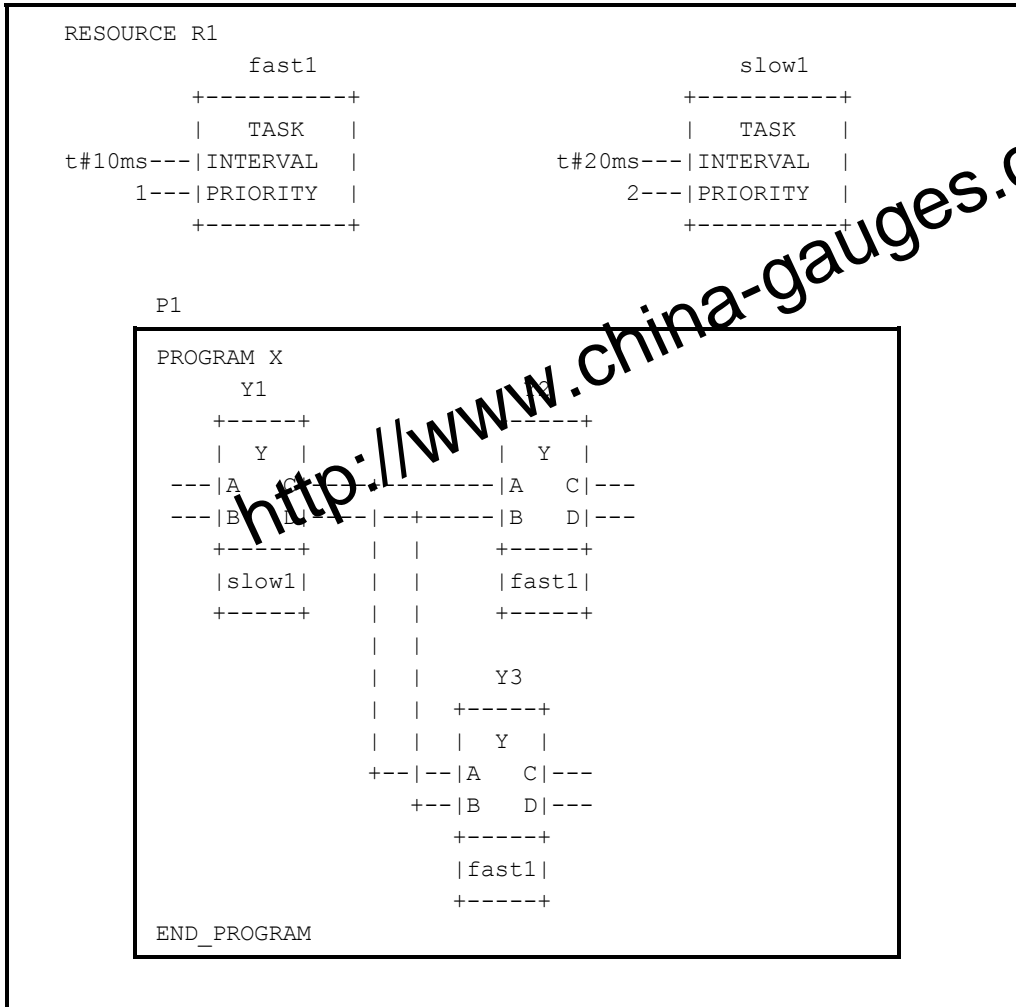 RESOURCE R1
fast1 slow1
+----------+ +----------+
| TASK | | TASK |
t#10ms---|INTERVAL | t#20ms---|INTERVAL |
1---|PRIORITY | 2---|PRIORITY |
+----------+ +----------+
P1
PROGRAM X
Y1
+-----+ -----+
| Y | | Y |
---|A C|----+---------|A C|---
---|B D|----|--+-----|B D|---
+-----+ | | +-----+
|slow1| | | |fast1|
+-----+ | | +-----+
| |
| | Y3
| | +-----+
| | | Y |
+--|--|A C|---
+--|B D|---
+-----+
|fast1|
+-----+
END_PROGRAM
http://www.china-gauges.